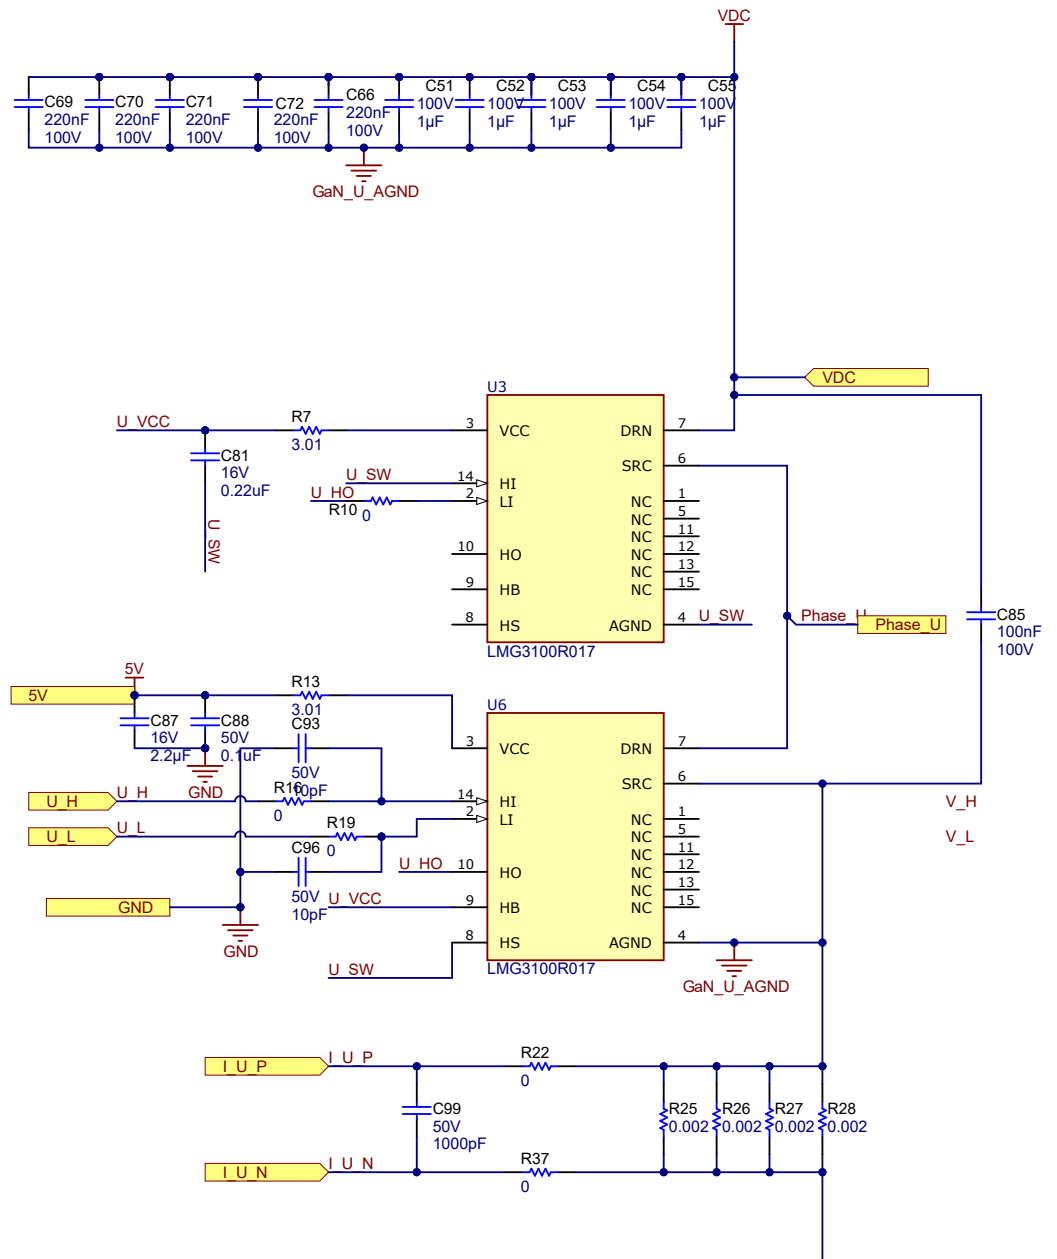 VDC
C69
220nF
100V
C70
220nF
100V
C71
220nF
100V
C72
220nF
100V
C66
220nF
100V
C51
100V
1µF
C52
100V
1µF
C53
100V
1µF
C54
100V
1µF
C55
100V
1µF
GaN_U_AGND
VDC
U3
U_VCC
R7
3.01
C81
16V
0.22uF
U_SW
U_SW
U_HO
R10
0
3 VCC
14 HI
2 LI
10 HO
9 HB
8 HS
DRN 7
SRC 6
NC 1
NC 5
NC 11
NC 12
NC 13
NC 15
AGND 4
U_SW
LMG3100R017
Phase_U
Phase_U
C85
100nF
100V
5V
5V
R13
3.01
C87
16V
2.2µF
C88
50V
0.1uF
GND
C93
50V
10pF
U_H
U_H
R16
0
U_L
U_L
R19
0
C96
50V
10pF
GND
GND
U_HO
U_VCC
U_SW
U6
3 VCC
14 HI
2 LI
10 HO
9 HB
8 HS
DRN 7
SRC 6
NC 1
NC 5
NC 11
NC 12
NC 13
NC 15
AGND 4
LMG3100R017
GaN_U_AGND
V_H
V_L
I_U_P
I_U_P
R22
0
C99
50V
1000pF
R25
0.002
R26
0.002
R27
0.002
R28
0.002
I_U_N
I_U_N
R37
0